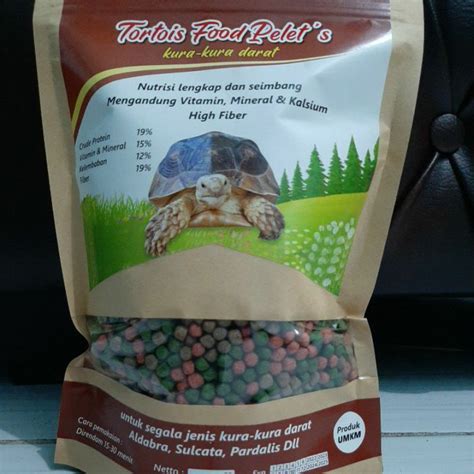 Tortois Food Pelet´s
kura-kura darat
Nutrisi lengkap dan seimbang
Mengandung Vitamin, Mineral & Kalsium
High Fiber
Crude Protein 19%
Vitamin & Mineral 15%
Kelembaban 12%
Fiber 19%
untuk segala jenis kura-kura darat
Aldabra, Sulcata, Pardalis Dll
Cara pemakaian :
Direndam 15-30 menit
Produk
UMKM
Netto :